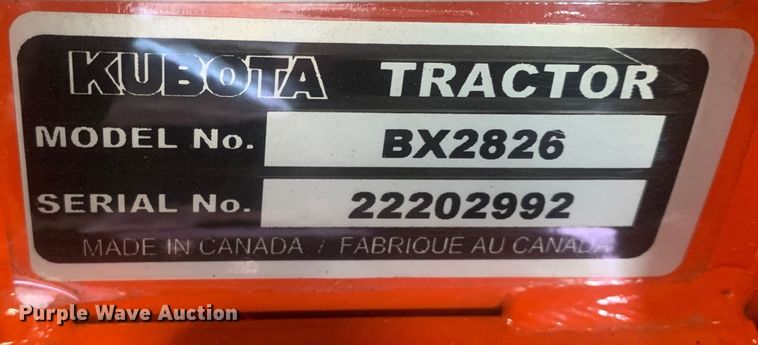 KUBOTA TRACTOR
MODEL No. BX2826
SERIAL No. 22202992
MADE IN CANADA / FABRIQUE AU CANADA
Purple Wave Auction